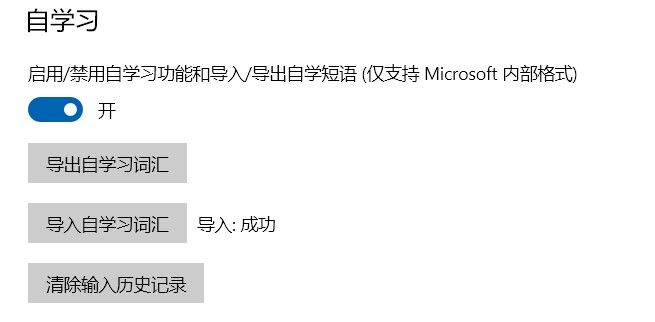 自学习
启用/禁用自学习功能和导入/导出自学短语 (仅支持 Microsoft 内部格式)
开
导出自学习词汇
导入自学习词汇 导入: 成功
清除输入历史记录